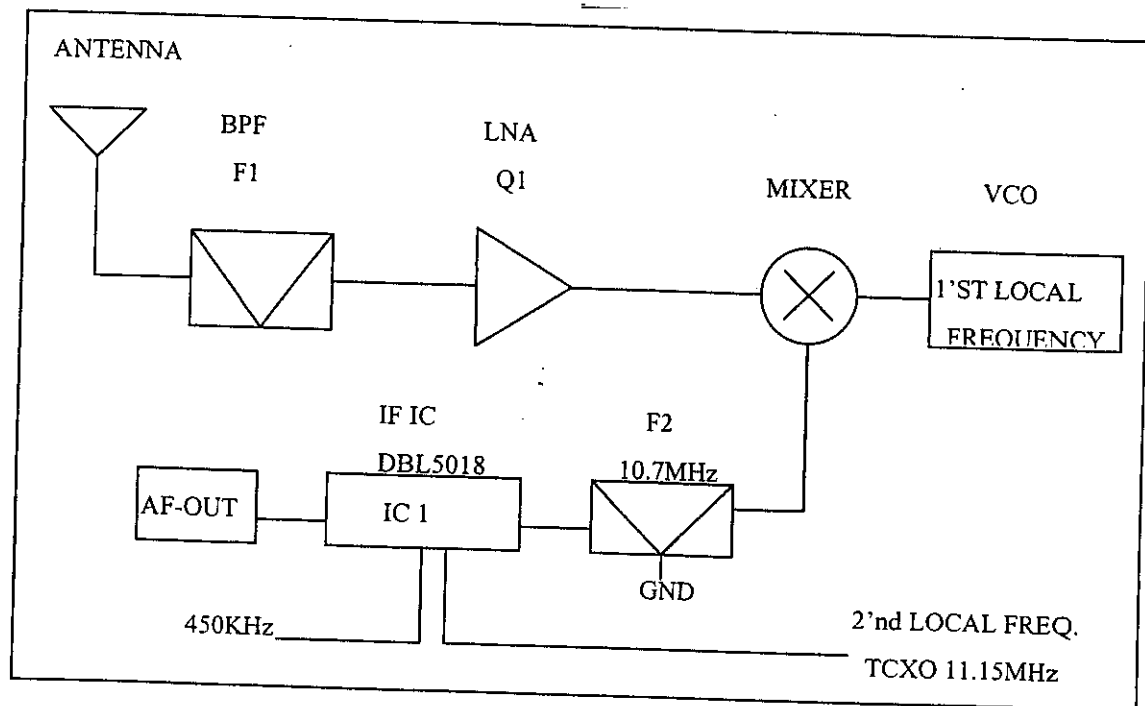 ANTENNA
BPF
F1
LNA
Q1
MIXER
VCO
1'ST LOCAL
FREQUENCY
IF IC
DBL5018
F2
10.7MHz
AF-OUT
IC 1
GND
450KHz
2'nd LOCAL FREQ.
TCXO 11.15MHz